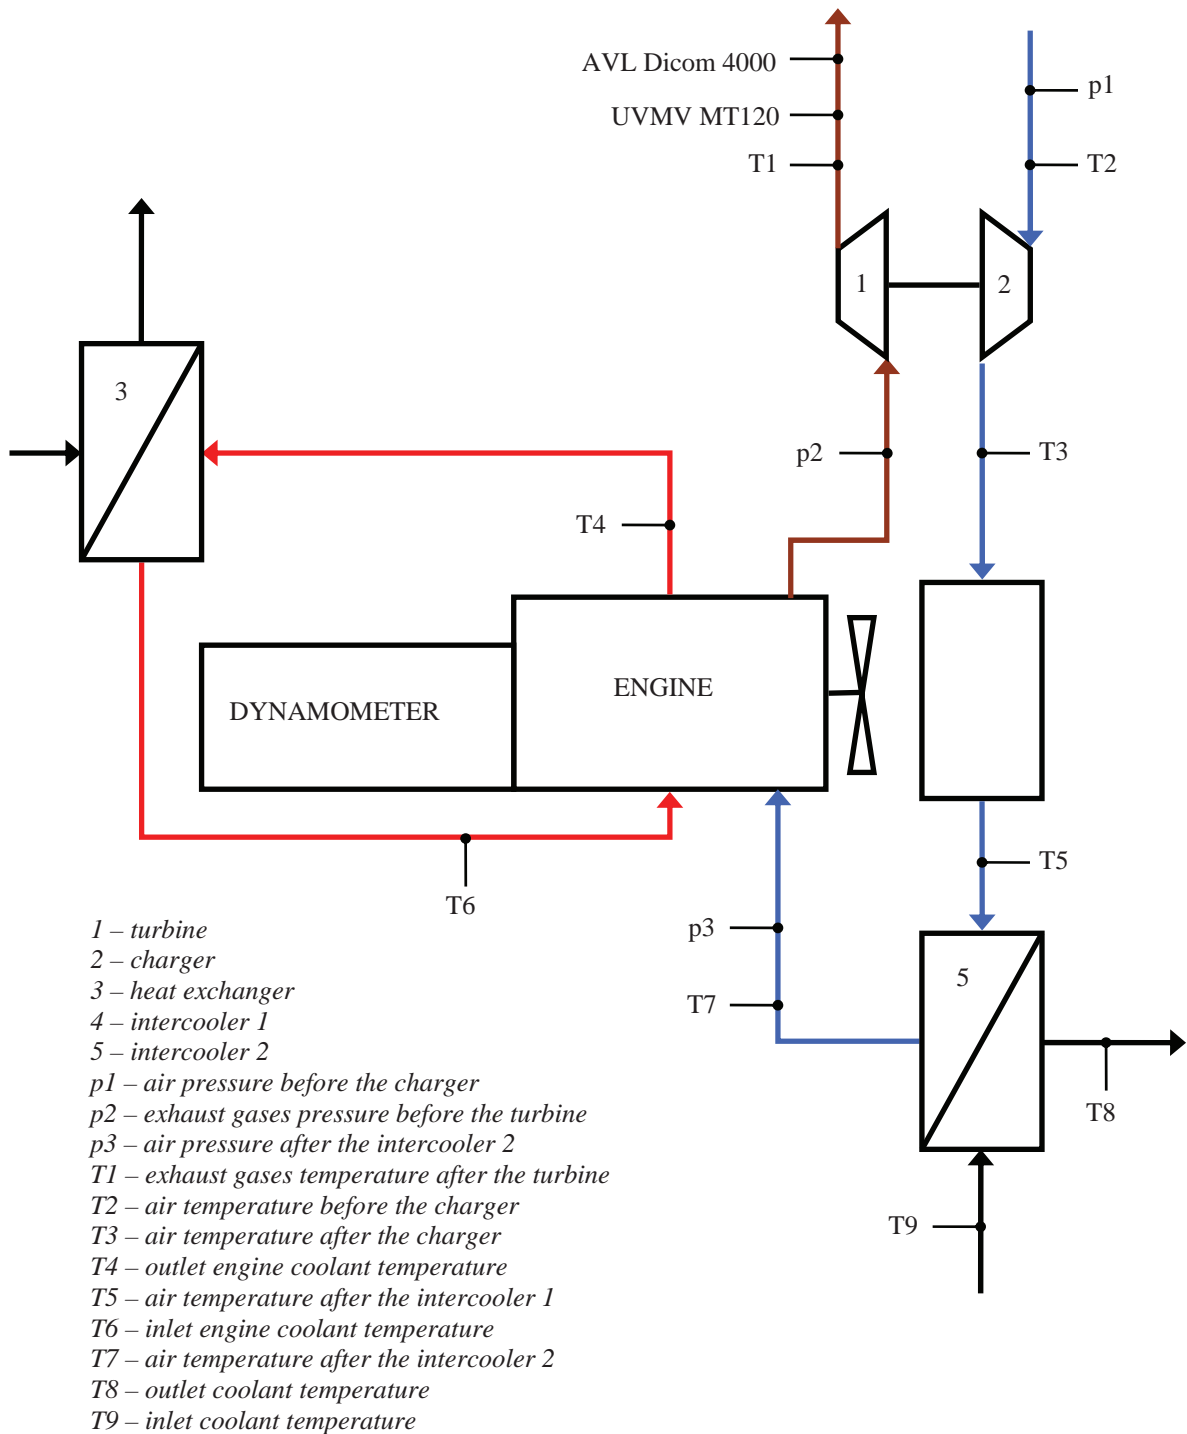 AVL Dicom 4000
p1
UVMV MT120
T1
T2
1
2
3
p2
T3
T4
ENGINE
DYNAMOMETER
T5
T6
p3
5
T7
T8
T9
1 – turbine
2 – charger
3 – heat exchanger
4 – intercooler 1
5 – intercooler 2
p1 – air pressure before the charger
p2 – exhaust gases pressure before the turbine
p3 – air pressure after the intercooler 2
T1 – exhaust gases temperature after the turbine
T2 – air temperature before the charger
T3 – air temperature after the charger
T4 – outlet engine coolant temperature
T5 – air temperature after the intercooler 1
T6 – inlet engine coolant temperature
T7 – air temperature after the intercooler 2
T8 – outlet coolant temperature
T9 – inlet coolant temperature